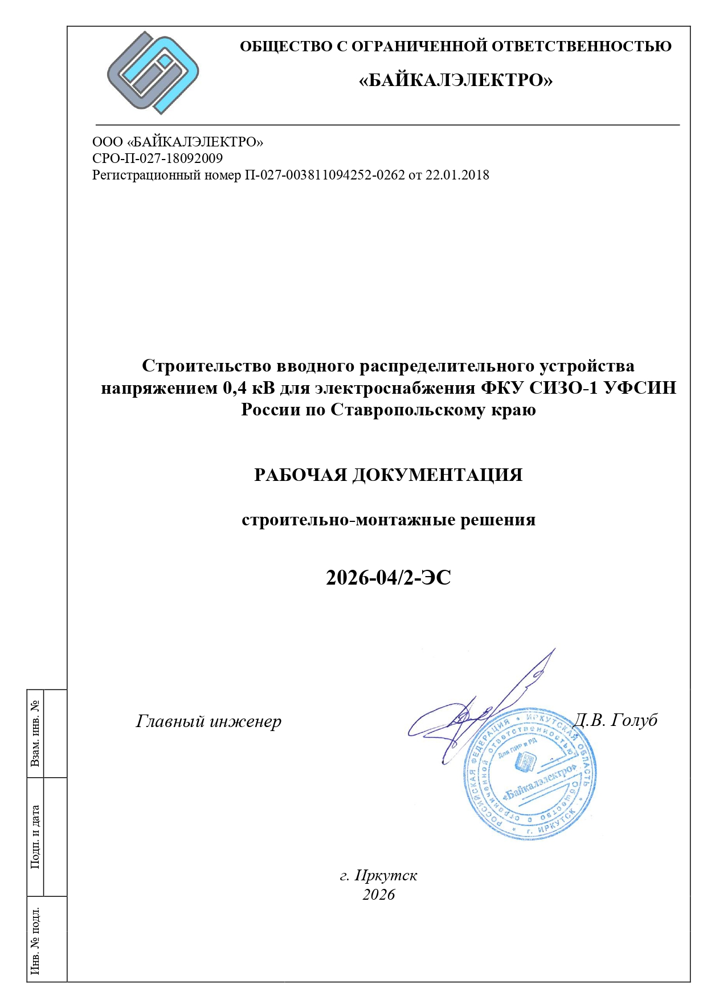 ОБЩЕСТВО С ОГРАНИЧЕННОЙ ОТВЕТСТВЕННОСТЬЮ
«БАЙКАЛЭЛЕКТРО»
ООО «БАЙКАЛЭЛЕКТРО»
СРО-П-027-18092009
Регистрационный номер П-027-003811094252-0262 от 22.01.2018
Строительство вводного распределительного устройства
напряжением 0,4 кВ для электроснабжения ФКУ СИЗО-1 УФСИН
России по Ставропольскому краю
РАБОЧАЯ ДОКУМЕНТАЦИЯ
строительно-монтажные решения
2026-04/2-ЭС
Главный инженер
Д.В. Голуб
РОССИЙСКАЯ ФЕДЕРАЦИЯ * ИРКУТСКАЯ ОБЛАСТЬ * г. ИРКУТСК *
Общество с ограниченной ответственностью
Для ПИР и РД
«Байкалэлектро»
г. Иркутск
2026
Взам. инв. №
Подп. и дата
Инв. № подл.